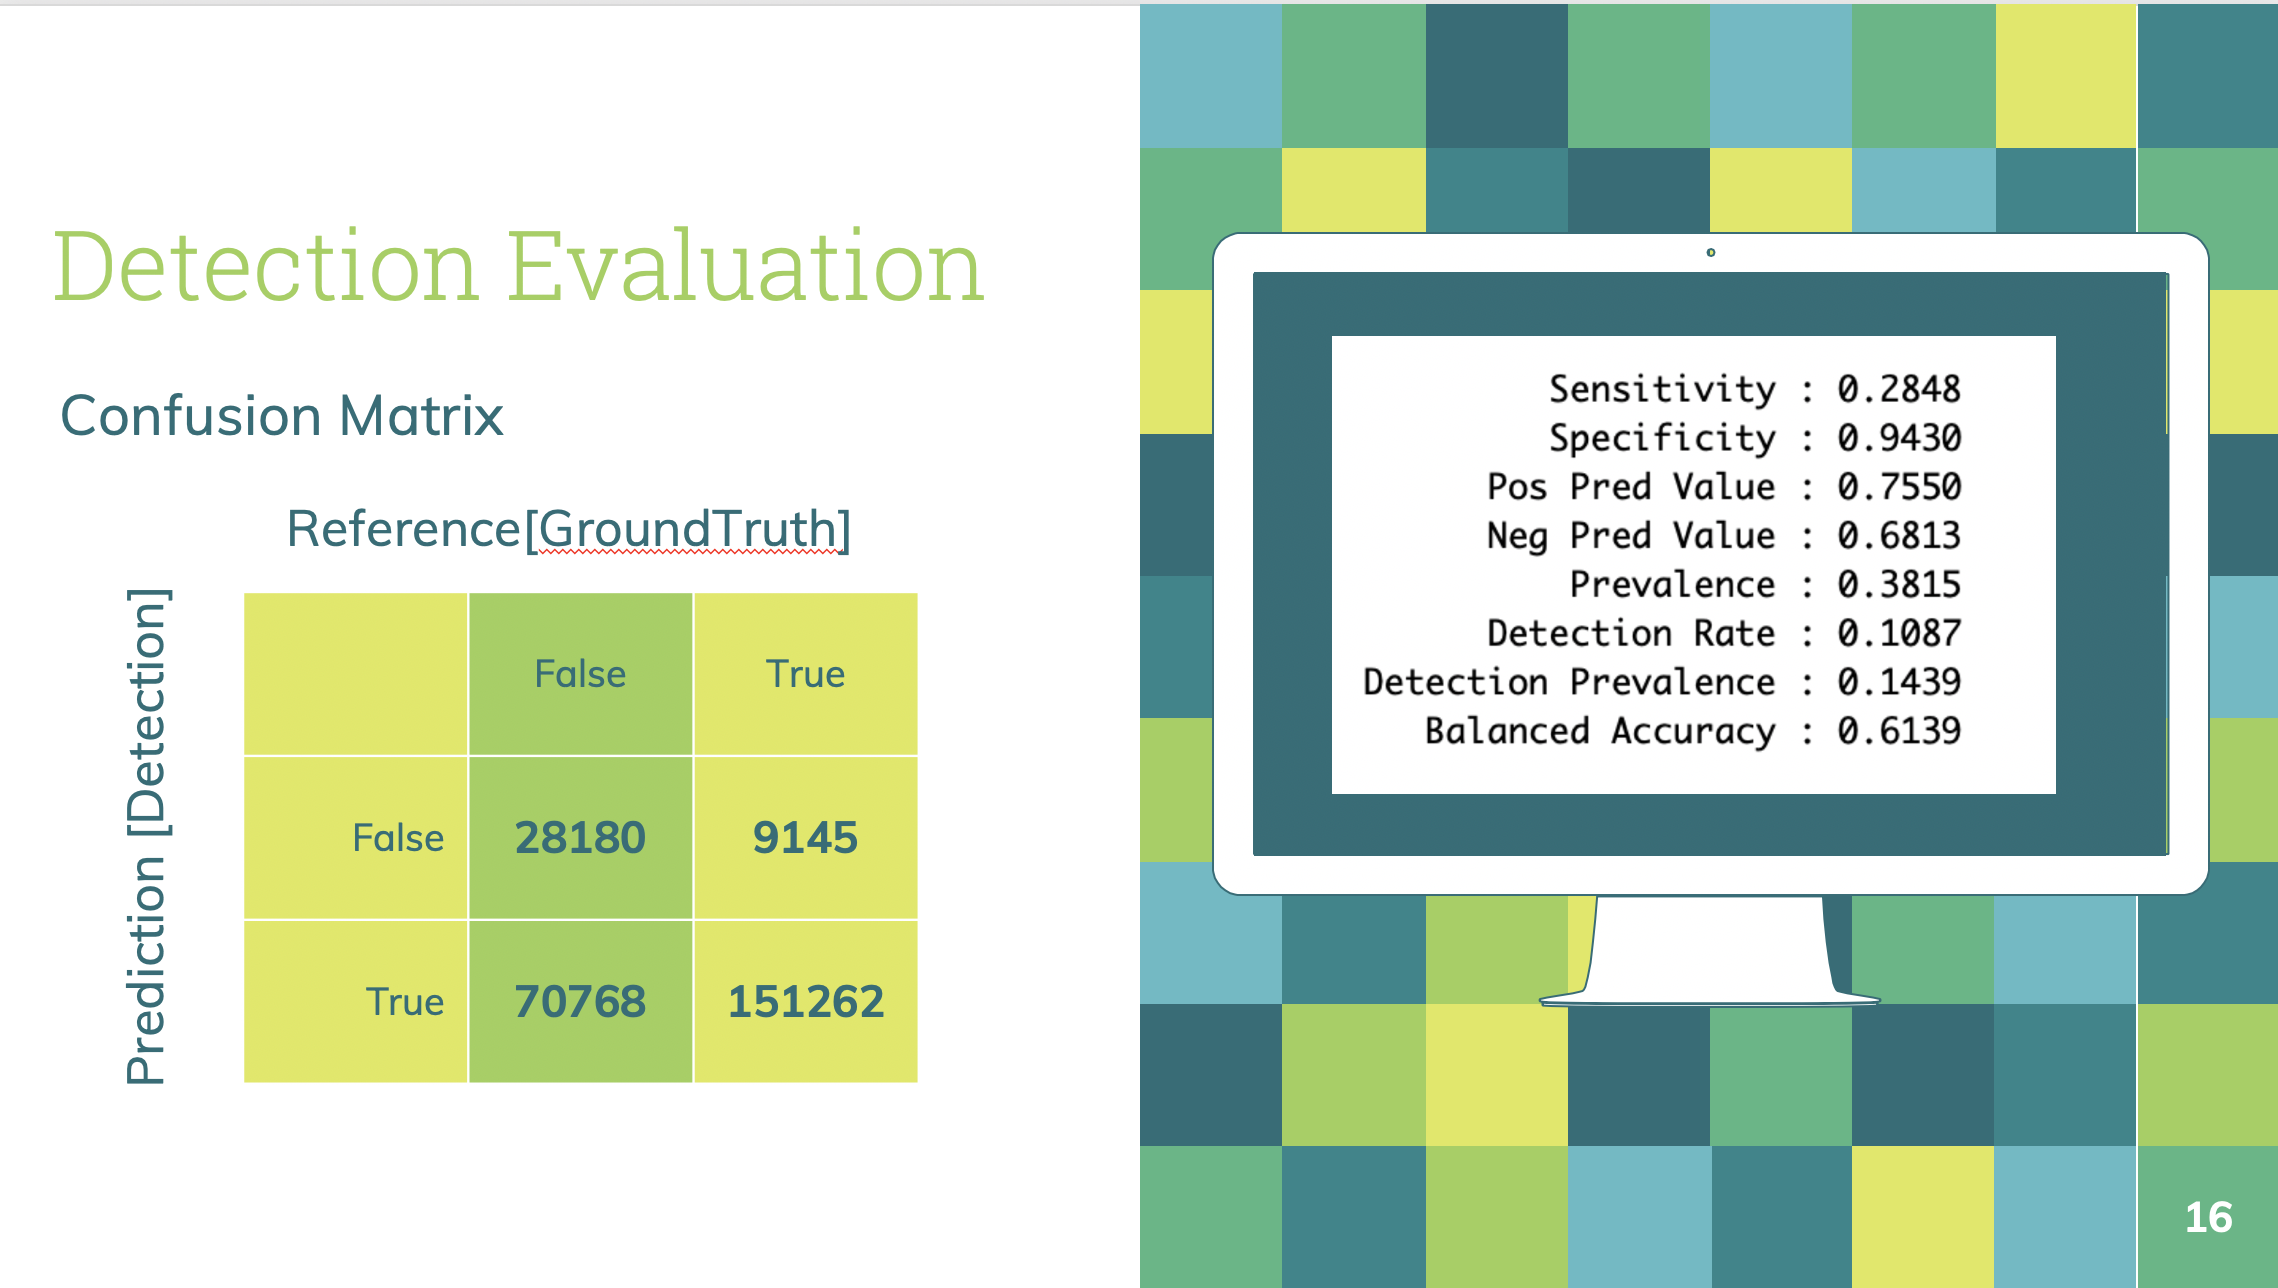 Detection Evaluation
Confusion Matrix
Reference[GroundTruth]
Prediction [Detection]
False True
False 28180 9145
True 70768 151262
Sensitivity : 0.2848
Specificity : 0.9430
Pos Pred Value : 0.7550
Neg Pred Value : 0.6813
Prevalence : 0.3815
Detection Rate : 0.1087
Detection Prevalence : 0.1439
Balanced Accuracy : 0.6139
16